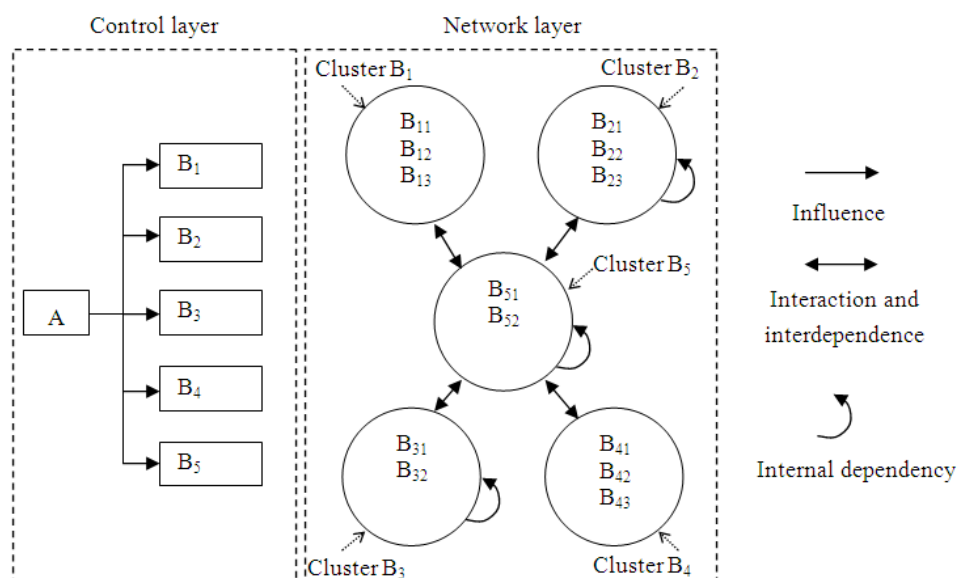 Control layer
Network layer
A
B₁
B₂
B₃
B₄
B₅
Cluster B₁
B₁₁
B₁₂
B₁₃
Cluster B₂
B₂₁
B₂₂
B₂₃
Cluster B₅
B₅₁
B₅₂
B₃₁
B₃₂
Cluster B₃
B₄₁
B₄₂
B₄₃
Cluster B₄
Influence
Interaction and
interdependence
Internal dependency